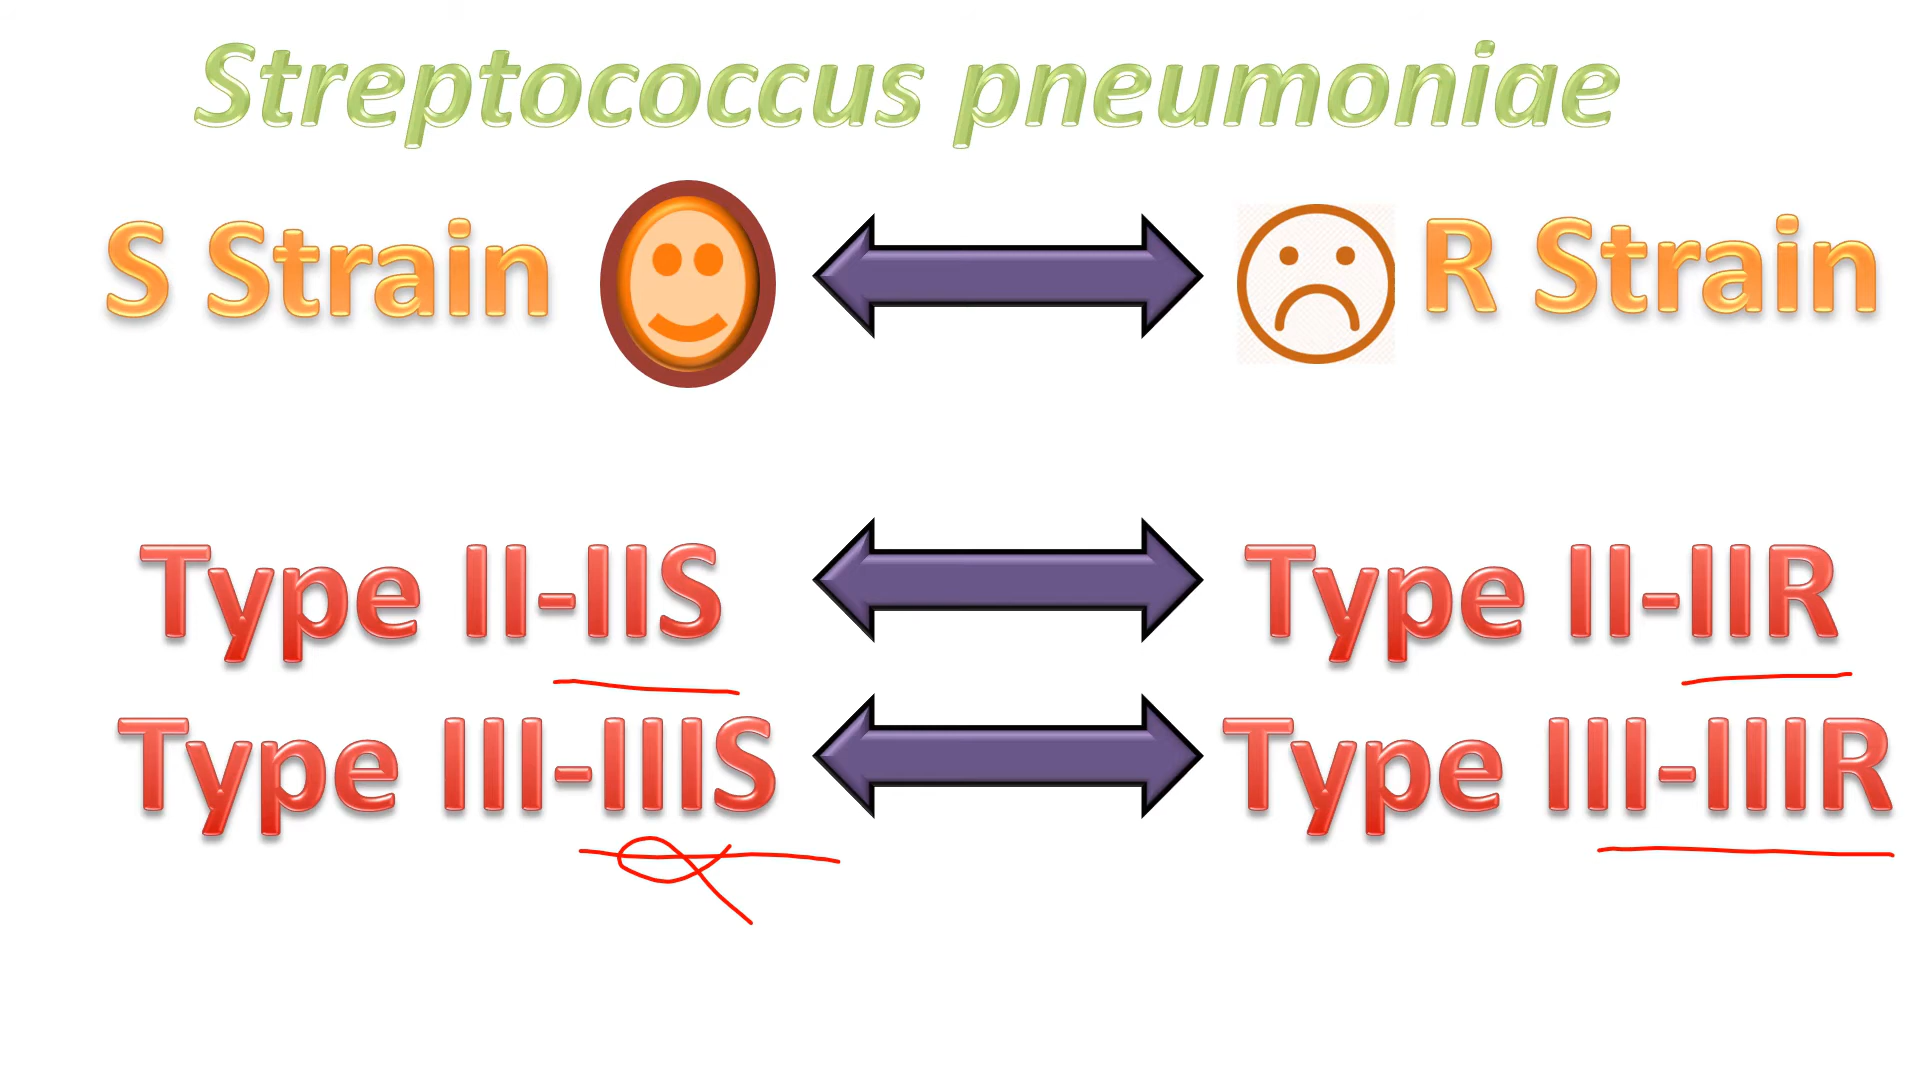 Streptococcus pneumoniae
S Strain R Strain
Type II-IIS Type II-IIR
Type III-IIIS Type III-IIIR